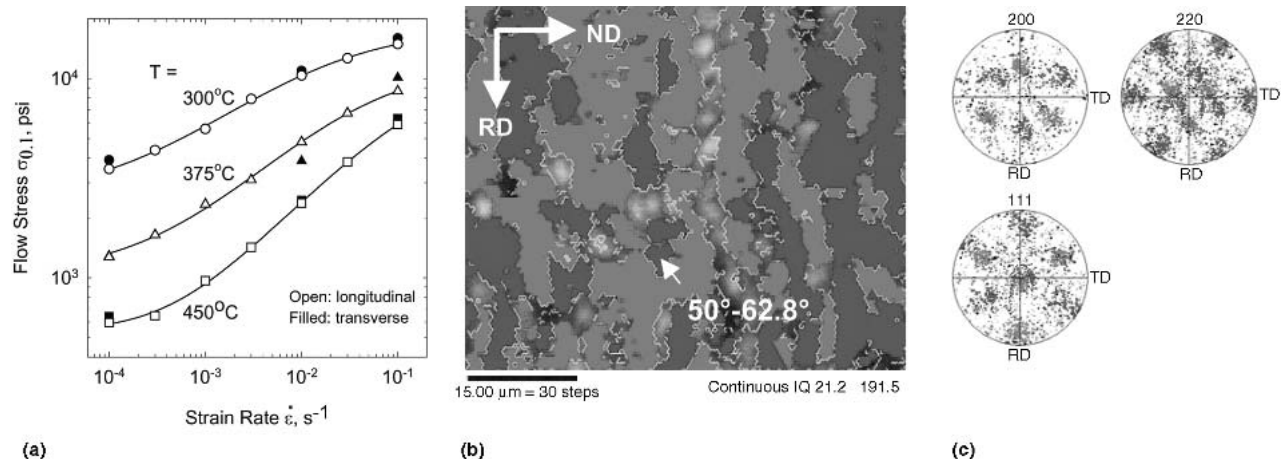 10^4
10^3
Flow Stress σ0.1, psi
T =
300°C
375°C
450°C
Open: longitudinal
Filled: transverse
10^-4 10^-3 10^-2 10^-1
Strain Rate ε̇, s^-1
(a)
ND
RD
50°-62.8°
15.00 µm = 30 steps
Continuous IQ 21.2 191.5
(b)
200 220
TD TD
RD RD
111
TD
RD
(c)